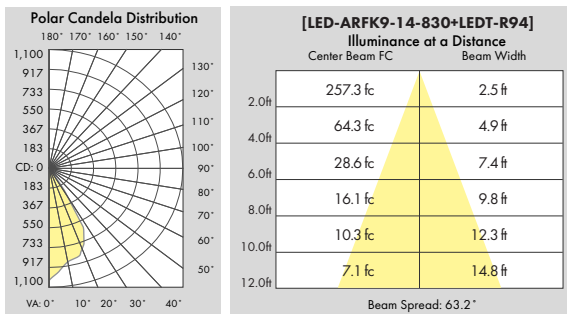 Polar Candela Distribution
180° 170° 160° 150° 140°
1,100
917
733
550
367
183
CD: 0
183
367
550
733
917
1,100
130°
120°
110°
100°
90°
80°
70°
60°
50°
VA: 0° 10° 20° 30° 40°
[LED-ARFK9-14-830+LEDT-R94]
Illuminance at a Distance
Center Beam FC Beam Width
257.3 fc 2.5 ft
2.0ft
64.3 fc 4.9 ft
4.0ft
28.6 fc 7.4 ft
6.0ft
16.1 fc 9.8 ft
8.0ft
10.3 fc 12.3 ft
10.0ft
7.1 fc 14.8 ft
12.0ft
Beam Spread: 63.2°